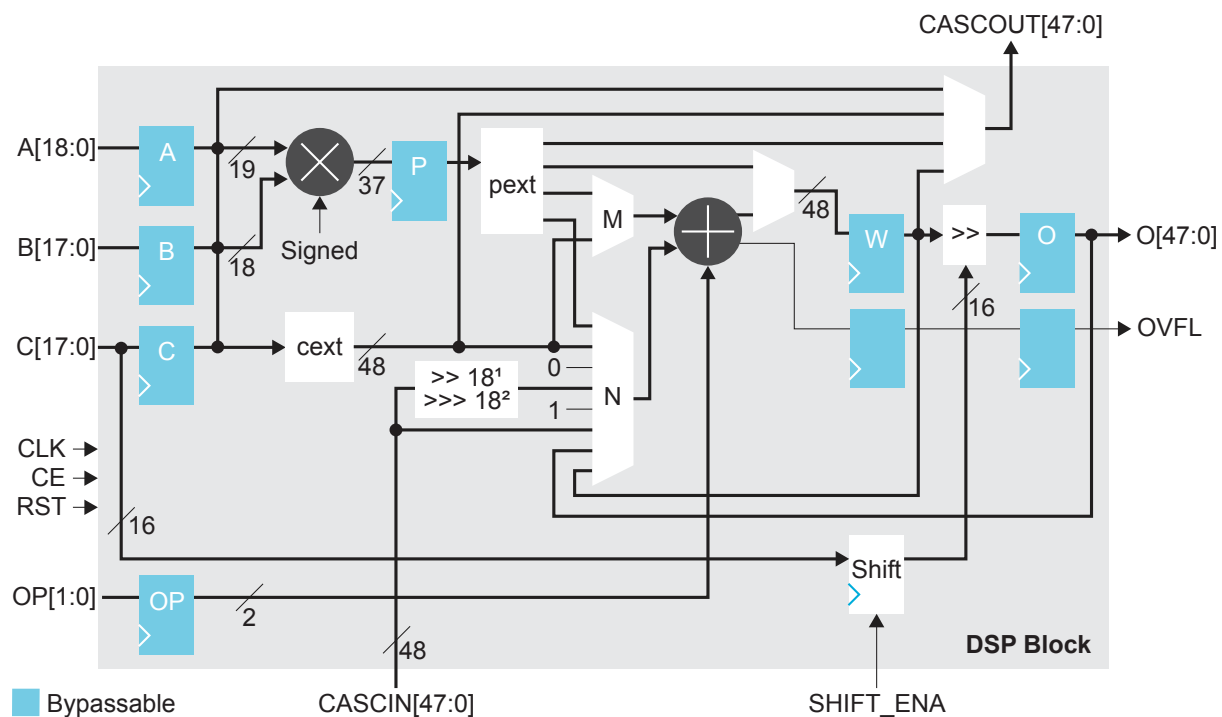 CASCOUT[47:0]
A[18:0]
A
19
37
P
pext
48
M
B[17:0]
B
18
Signed
W
>>
O
O[47:0]
16
C[17:0]
C
cext
48
OVFL
0
>> 18¹
>>> 18²
1
N
CLK
CE
RST
16
Shift
OP[1:0]
OP
2
48
DSP Block
Bypassable
CASCIN[47:0]
SHIFT_ENA